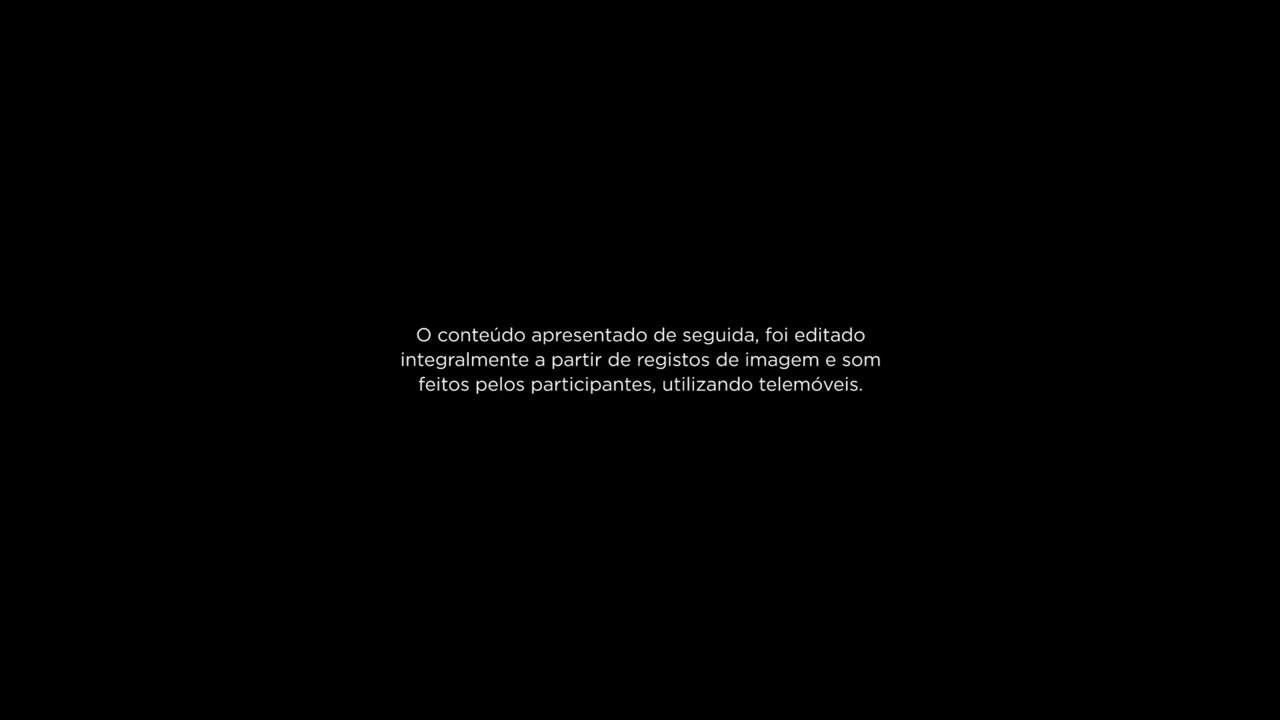 O conteúdo apresentado de seguida, foi editado
integralmente a partir de registos de imagem e som
feitos pelos participantes, utilizando telemóveis.